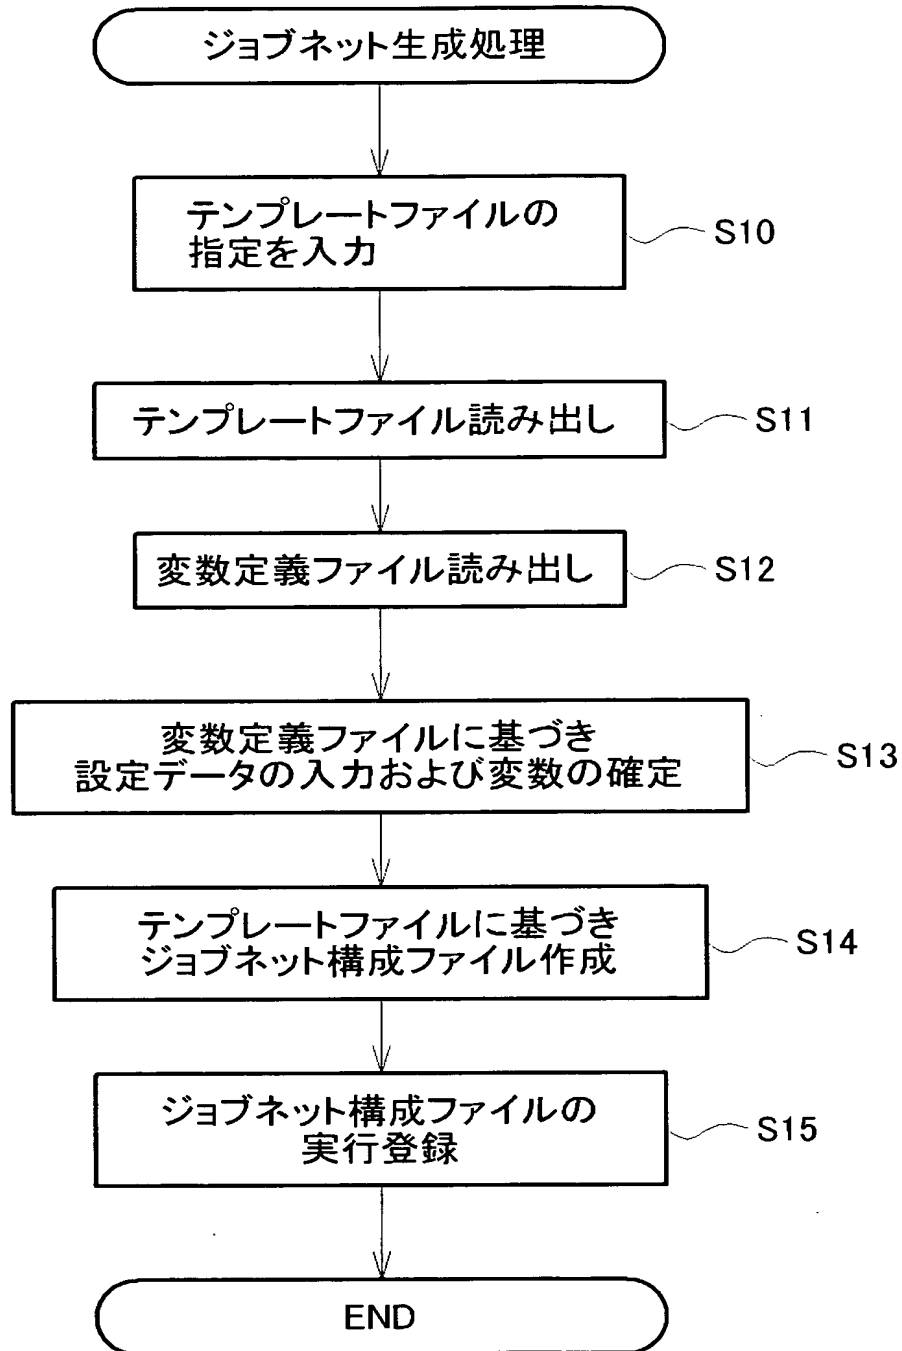 ジョブネット生成処理
テンプレートファイルの
指定を入力
S10
テンプレートファイル読み出し
S11
変数定義ファイル読み出し
S12
変数定義ファイルに基づき
設定データの入力および変数の確定
S13
テンプレートファイルに基づき
ジョブネット構成ファイル作成
S14
ジョブネット構成ファイルの
実行登録
S15
END